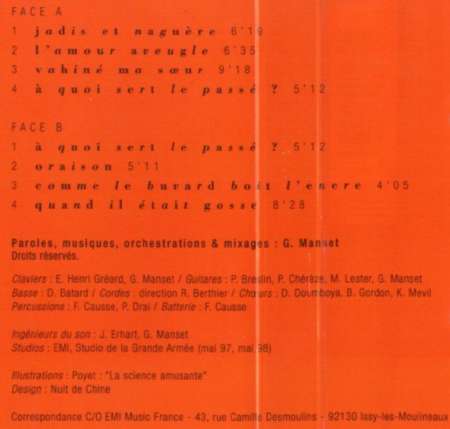 FACE A
1 jadis et naguère 6'19
2 l'amour aveugle 6'35
3 vahiné ma sœur 9'18
4 à quoi sert le passé ? 5'12
FACE B
1 à quoi sert le passé ? 5'12
2 oraison 5'11
3 comme le buvard boit l'encre 4'05
4 quand il était gosse 8'28
Paroles, musiques, orchestrations & mixages : G. Manset
Droits réservés.
Claviers : E. Henri Gréard, G. Manset / Guitares : P. Breslin, P. Chérèze, M. Lester, G. Manset
Basse : D. Batard / Cordes : direction R. Berthier / Chœurs : D. Doumboya, B. Gordon, K. Mevil
Percussions : F. Causse, P. Drai / Batterie : F. Causse
Ingénieurs du son : J. Erhart, G. Manset
Studios : EMI, Studio de la Grande Armée (mai 97, mai 98)
Illustrations : Poyet : "La science amusante"
Design : Nuit de Chine
Correspondance C/O EMI Music France - 43, rue Camille Desmoulins - 92130 Issy-les-Moulineaux